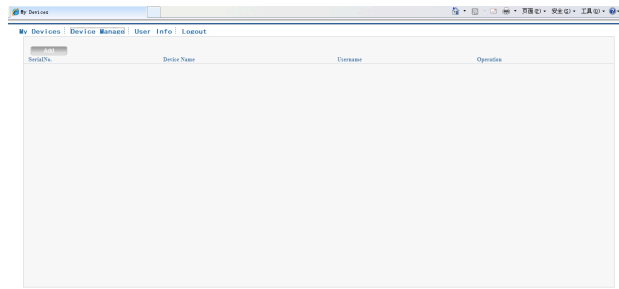 My Devices
页面(P) 安全(S) 工具(O)
My Devices Device Manage User Info Logout
Add
SerialNo. Device Name Username Operation